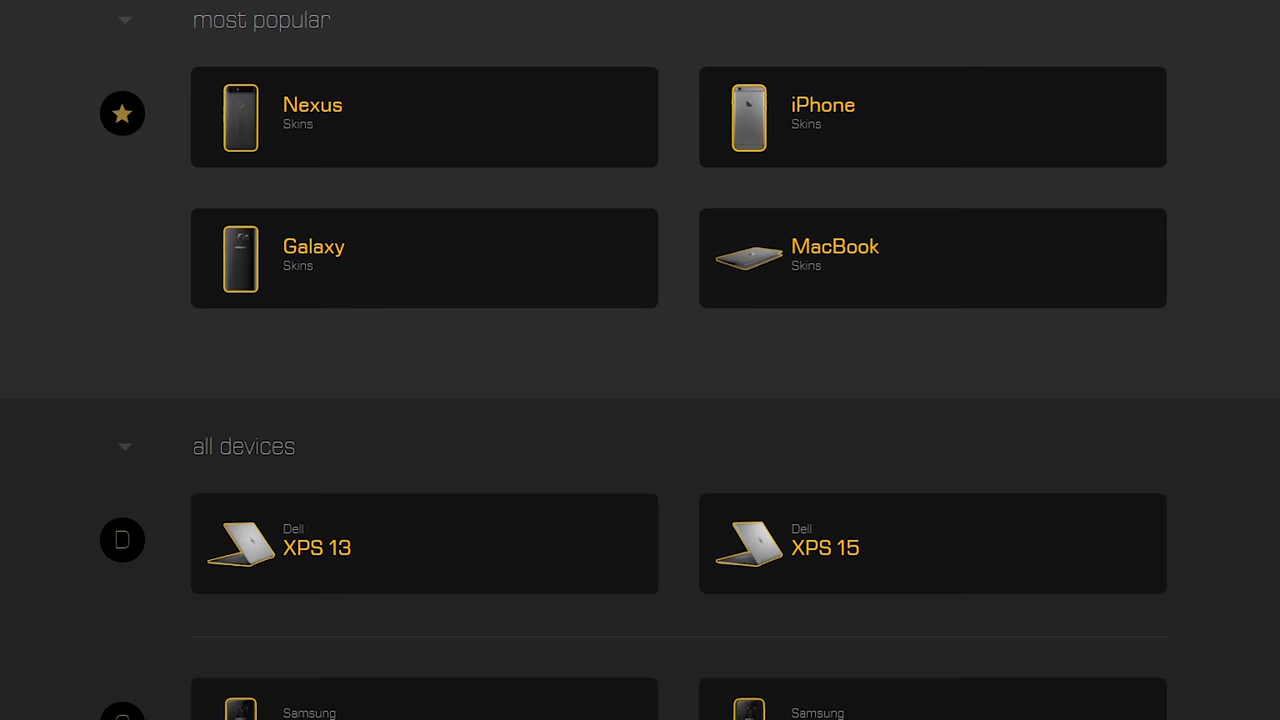 most popular
Nexus
Skins
iPhone
Skins
Galaxy
Skins
MacBook
Skins
all devices
D
Dell
XPS 13
Dell
XPS 15
Samsung
Samsung